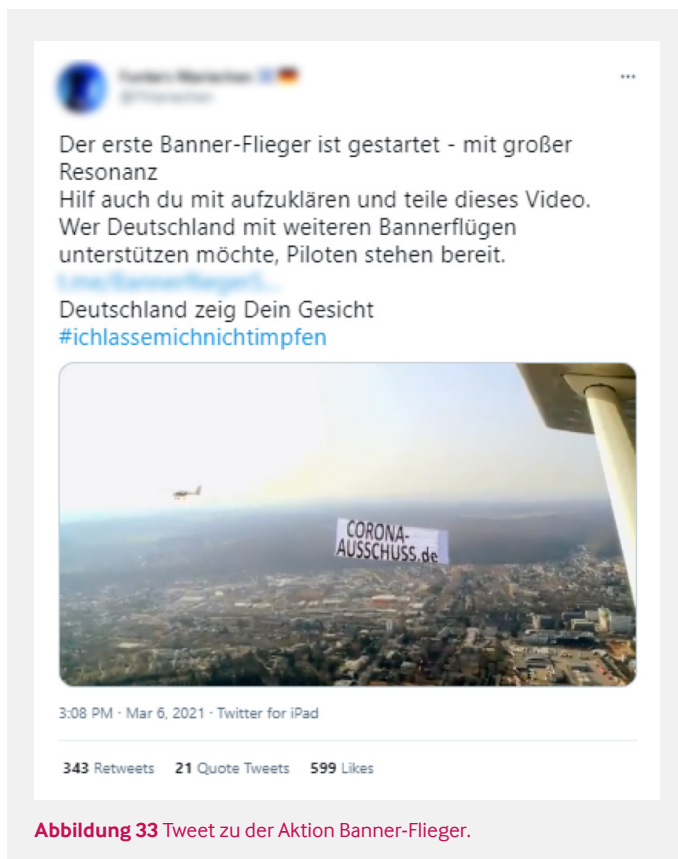 Der erste Banner-Flieger ist gestartet - mit großer
Resonanz
Hilf auch du mit aufzuklären und teile dieses Video.
Wer Deutschland mit weiteren Bannerflügen
unterstützen möchte, Piloten stehen bereit.
Deutschland zeig Dein Gesicht
#ichlassemichnichtimpfen
CORONA-
AUSSCHUSS.de
3:08 PM · Mar 6, 2021 · Twitter for iPad
343 Retweets 21 Quote Tweets 599 Likes
Abbildung 33 Tweet zu der Aktion Banner-Flieger.